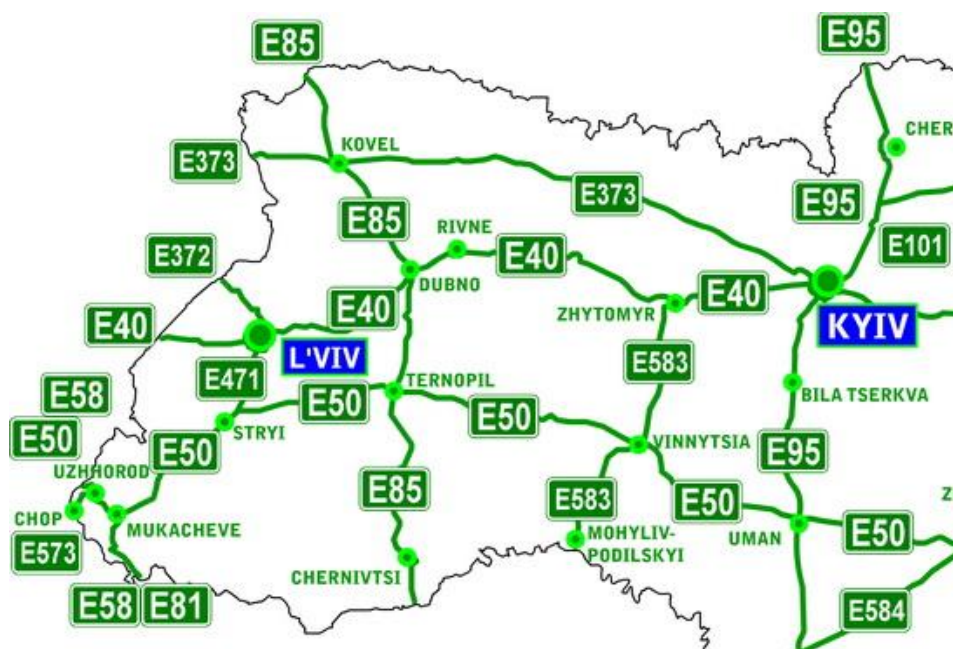 E85
E95
CHER
KOVEL
E373
E373
E95
E85
RIVNE
E372
E40
E101
DUBNO
E40
E40
ZHYTOMYR
E40
KYIV
L'VIV
E583
E471
E58
TERNOPIL
E50
BILA TSERKVA
E50
E50
STRYI
E50
VINNYTSIA
E95
UZHHOROD
E85
E583
E50
Z
CHOP
MUKACHEVE
MOHYLIV-
PODILSKYI
UMAN
E50
E573
CHERNIVTSI
E58
E81
E584